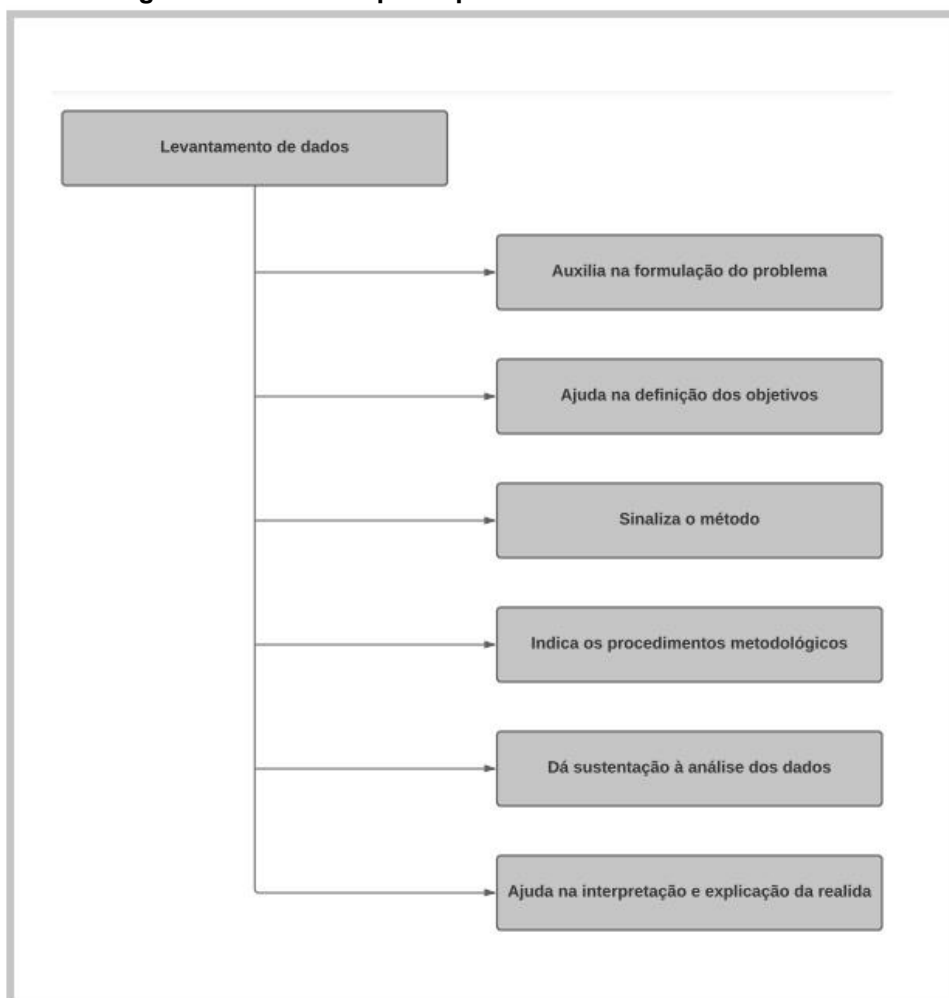 Levantamento de dados
Auxilia na formulação do problema
Ajuda na definição dos objetivos
Sinaliza o método
Indica os procedimentos metodológicos
Dá sustentação à análise dos dados
Ajuda na interpretação e explicação da realida